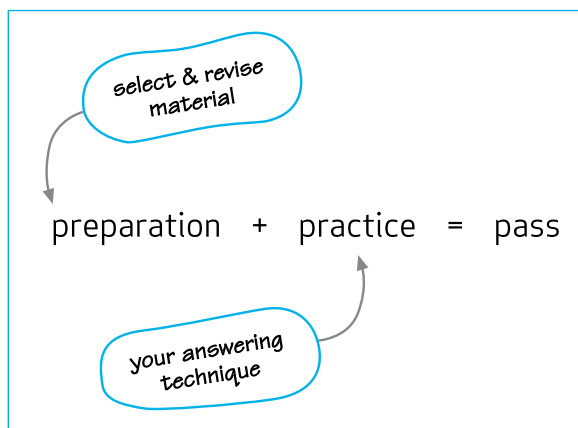 select & revise
material
preparation + practice = pass
your answering
technique